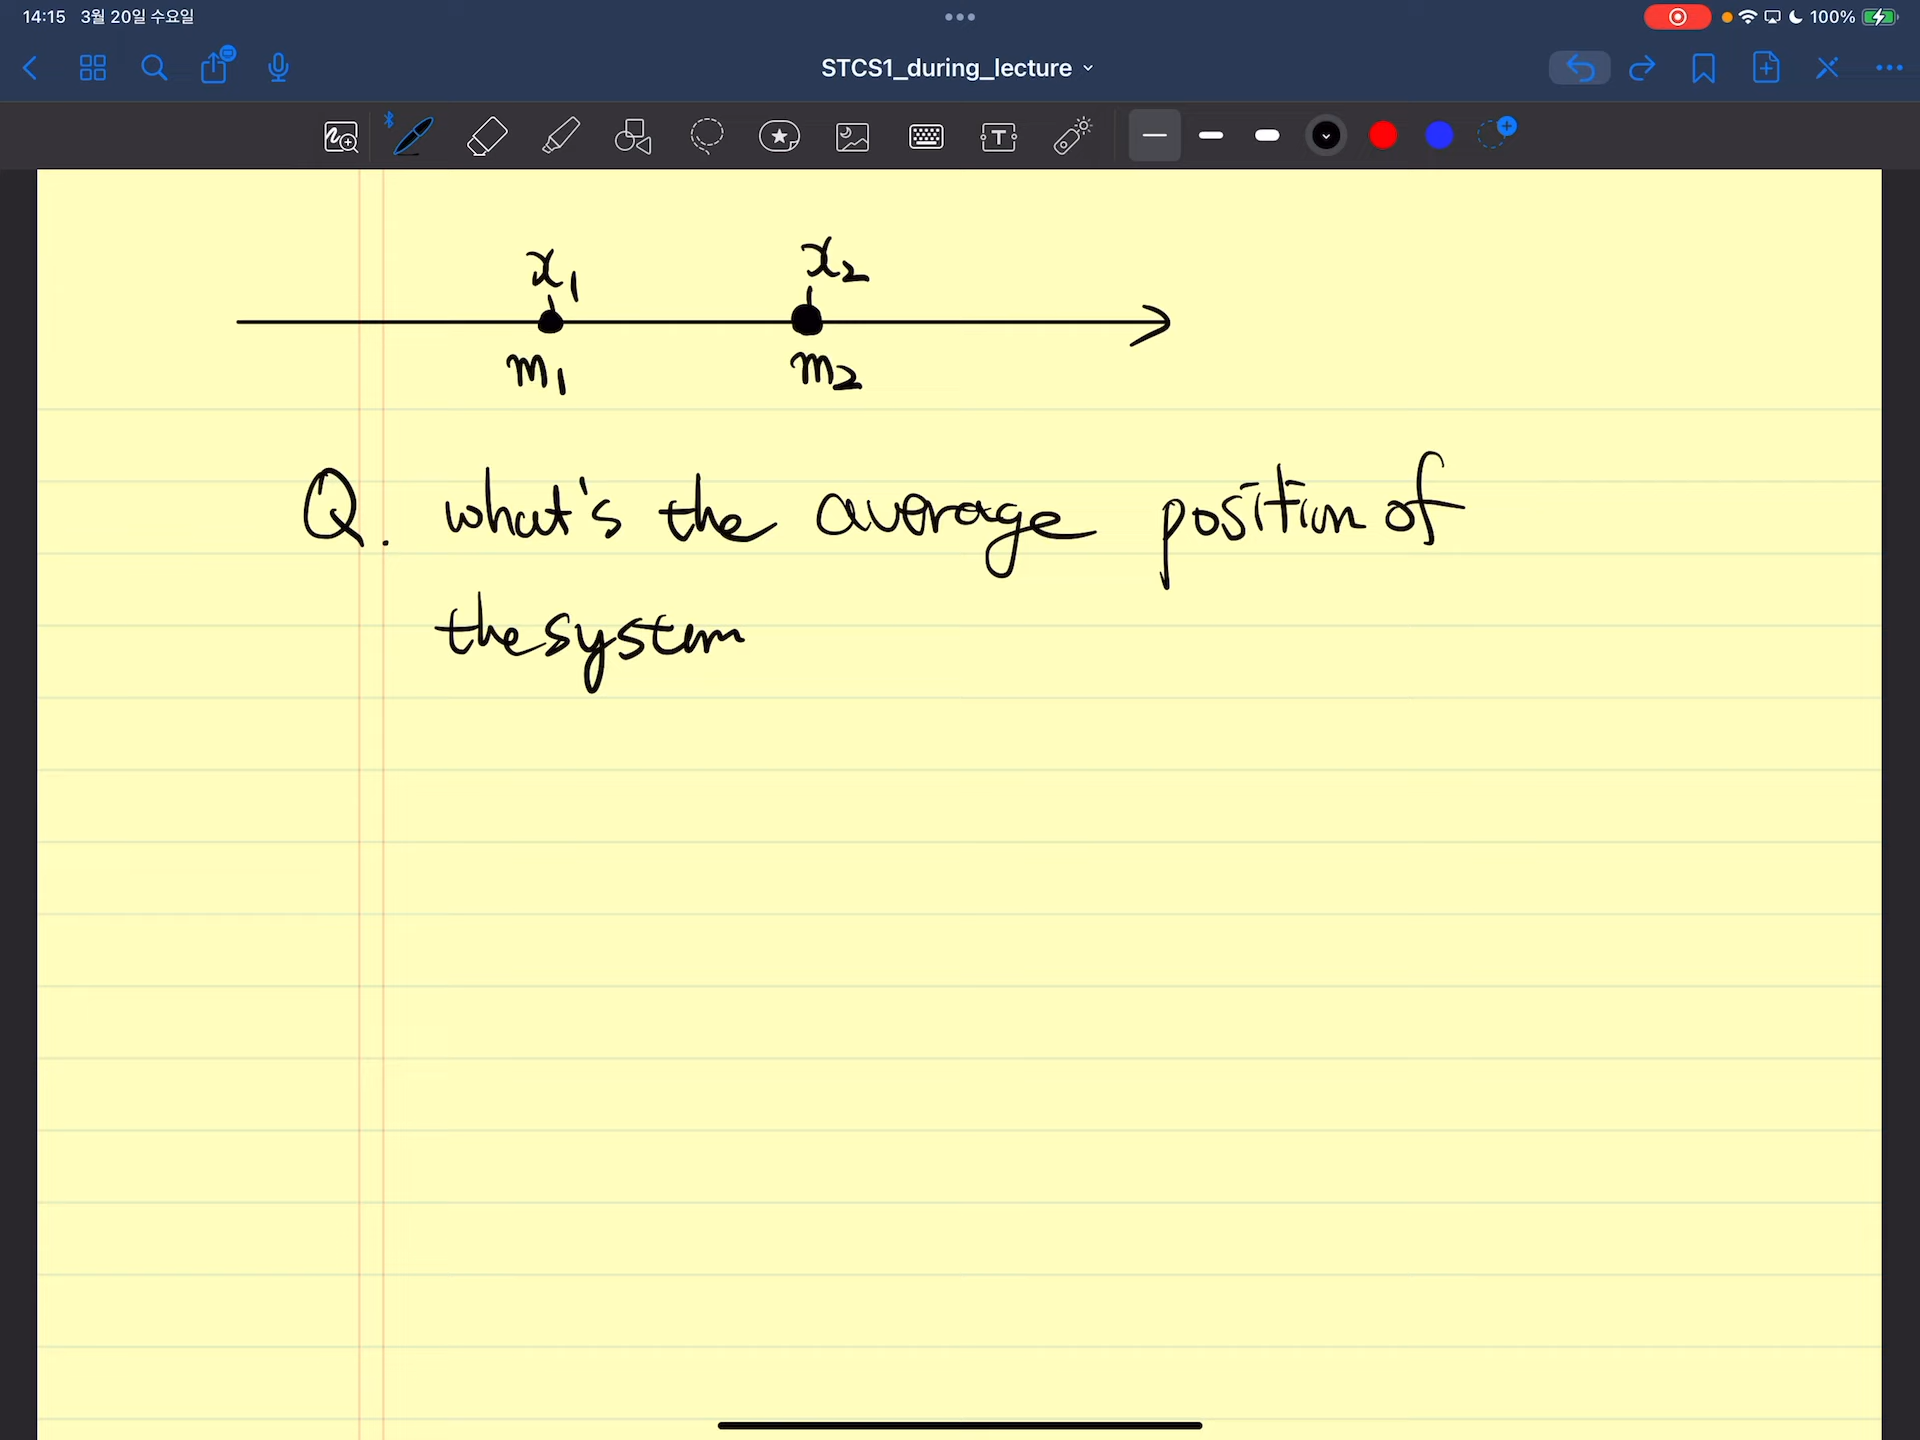 14:15 3월 20일 수요일
100%
STCS1_during_lecture
T
x₁ x₂
m₁ m₂
Q. what's the average position of
the system